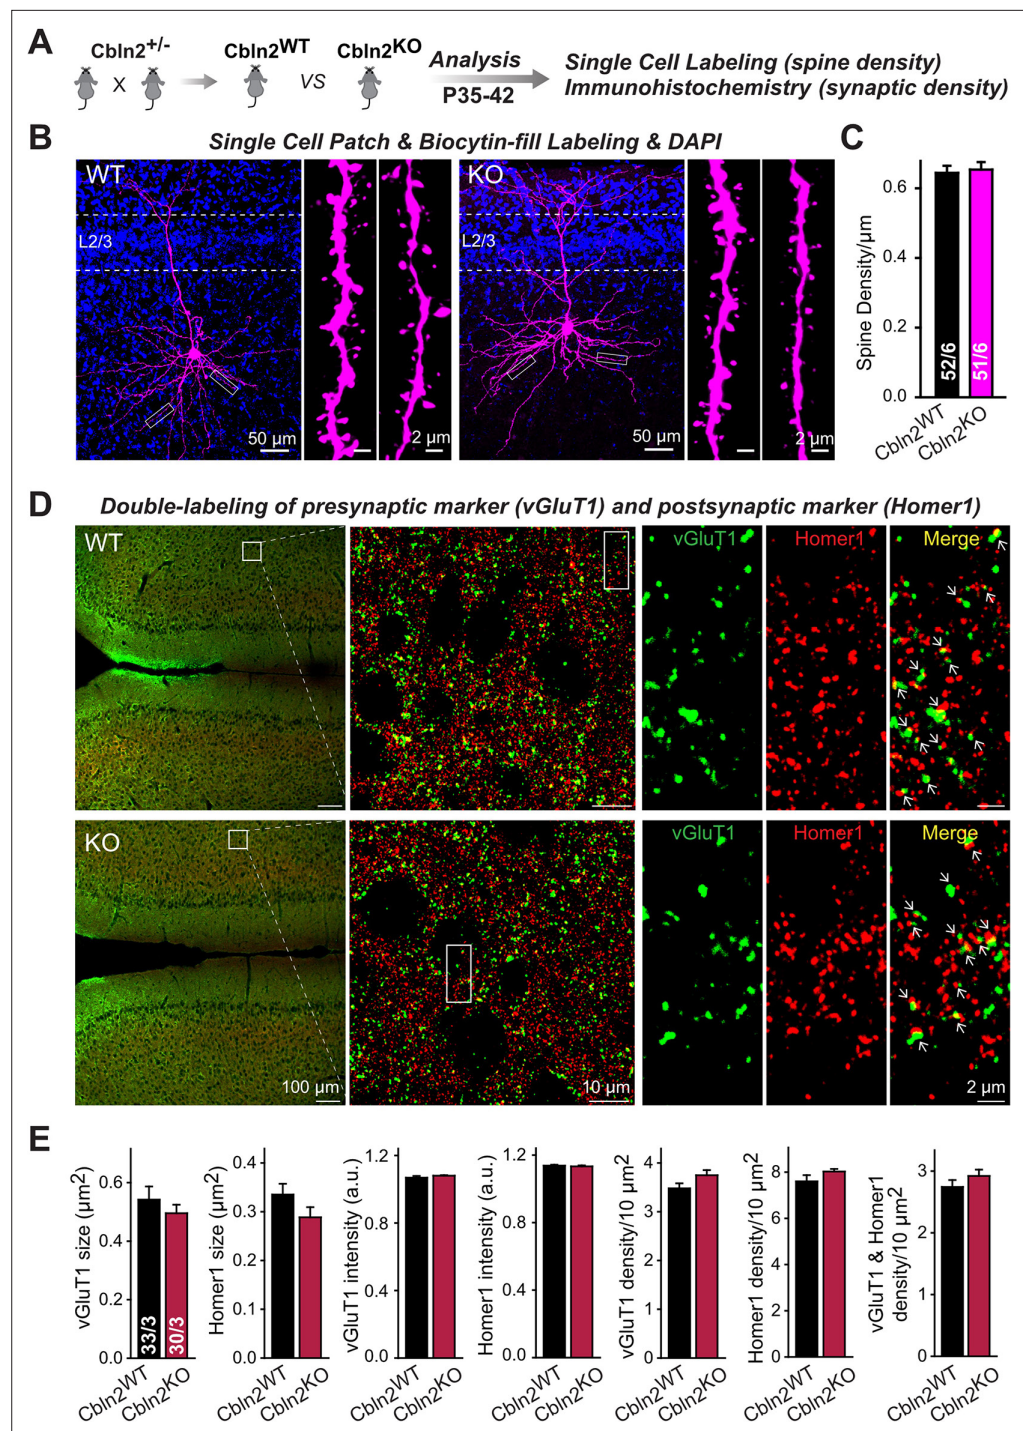 A
Cbln2+/-
X
Cbln2WT
VS
Cbln2KO
Analysis
P35-42
Single Cell Labeling (spine density)
Immunohistochemistry (synaptic density)
B
Single Cell Patch & Biocytin-fill Labeling & DAPI
WT
L2/3
50 μm
2 μm
KO
L2/3
50 μm
2 μm
C
Spine Density/μm
0.6
0.4
0.2
0.0
52/6
51/6
Cbln2WT
Cbln2KO
D
Double-labeling of presynaptic marker (vGluT1) and postsynaptic marker (Homer1)
WT
vGluT1
Homer1
Merge
KO
100 μm
10 μm
vGluT1
Homer1
Merge
2 μm
E
vGluT1 size (μm2)
0.6
0.4
0.2
0.0
33/3
30/3
Cbln2WT
Cbln2KO
Homer1 size (μm2)
0.4
0.3
0.2
0.1
0.0
Cbln2WT
Cbln2KO
vGluT1 intensity (a.u.)
1.2
0.8
0.4
0.0
Cbln2WT
Cbln2KO
Homer1 intensity (a.u.)
1.2
0.8
0.4
0.0
Cbln2WT
Cbln2KO
vGluT1 density/10 μm2
4
3
2
1
0
Cbln2WT
Cbln2KO
Homer1 density/10 μm2
8
6
4
2
0
Cbln2WT
Cbln2KO
vGluT1 & Homer1
density/10 μm2
3
2
1
0
Cbln2WT
Cbln2KO